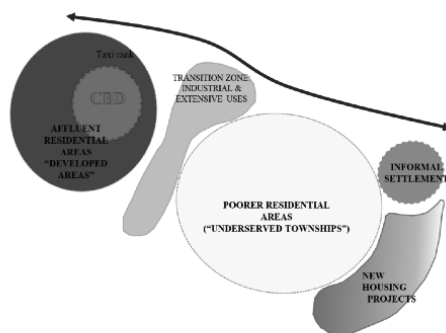 Taxi rank
CBD
AFFLUENT
RESIDENTIAL
AREAS
"DEVELOPED
AREAS"
TRANSITION ZONE
INDUSTRIAL &
EXTENSIVE USES
POORER RESIDENTIAL
AREAS
("UNDERSERVED TOWNSHIPS")
INFORMAL
SETTLEMENT
NEW
HOUSING
PROJECTS